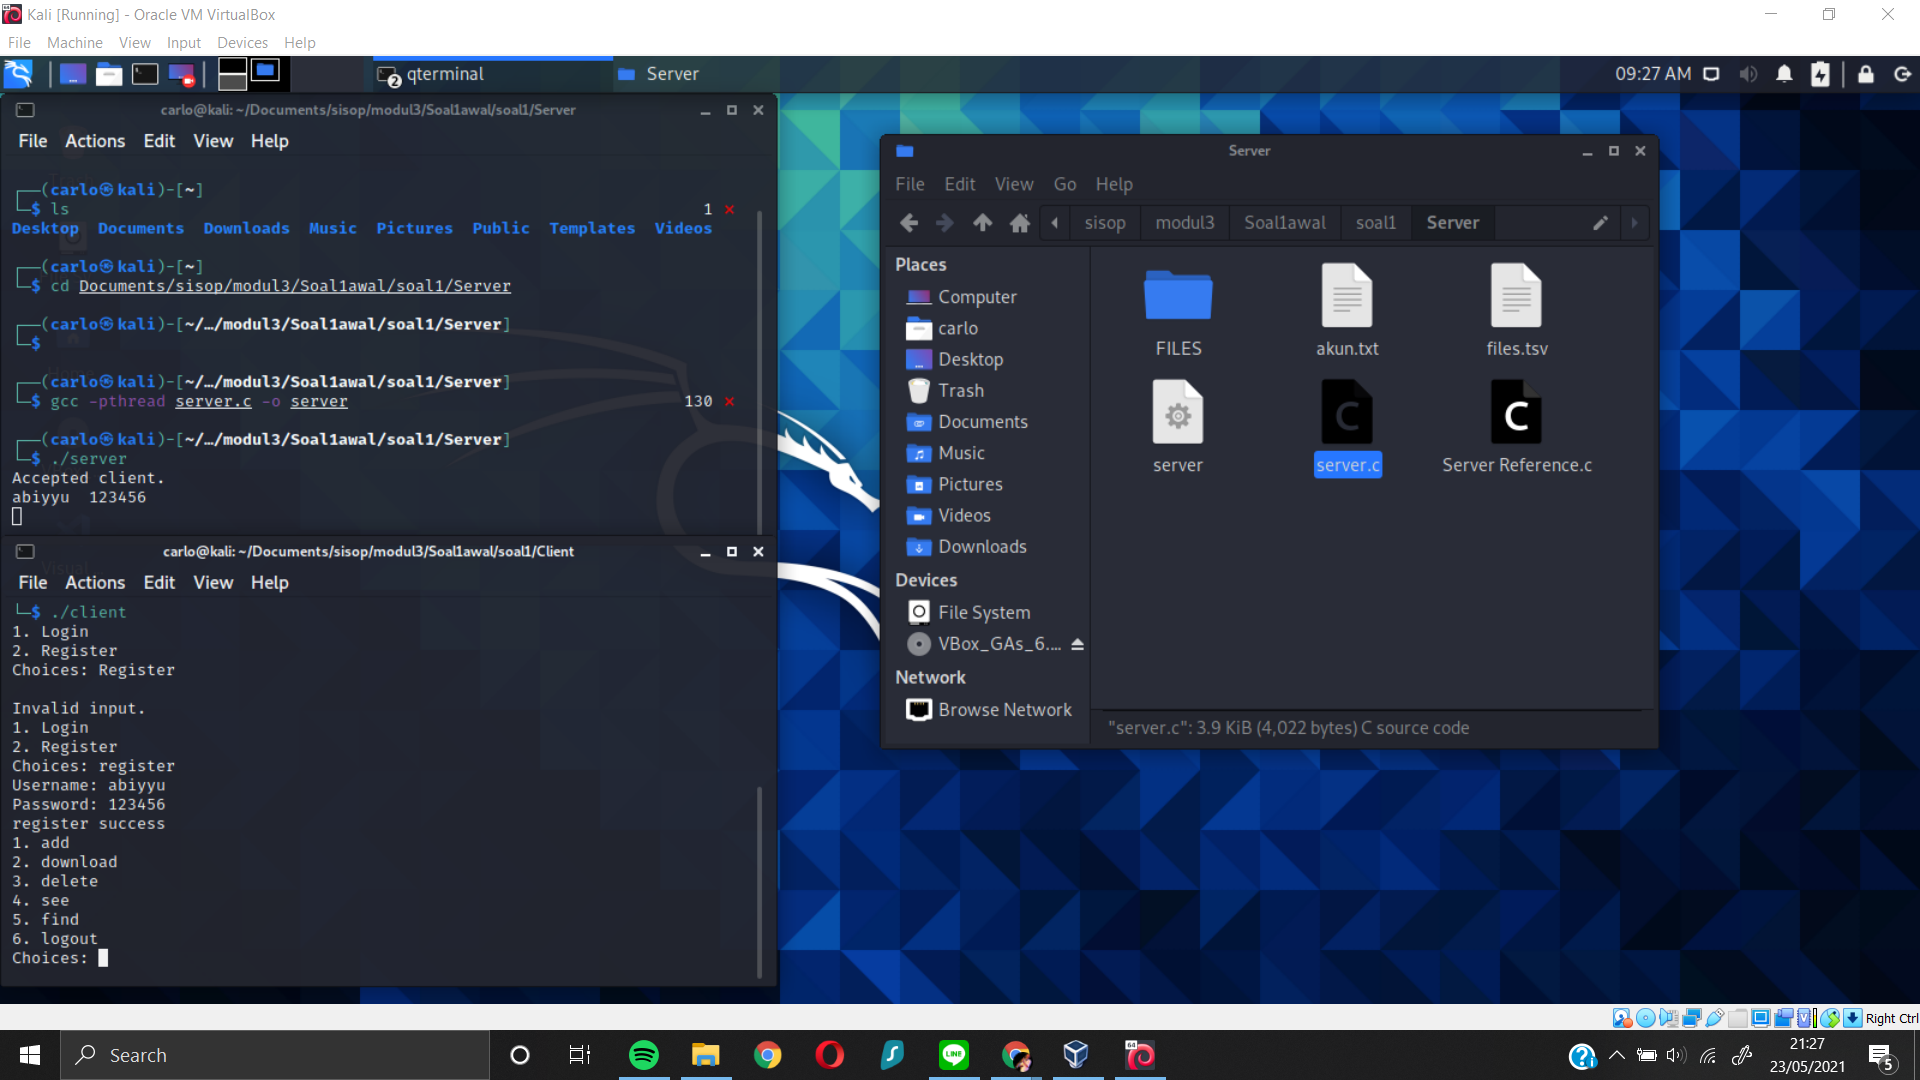 Kali [Running] - Oracle VM VirtualBox
File Machine View Input Devices Help
qterminal
2
Server
09:27 AM
carlo@kali: ~/Documents/sisop/modul3/Soal1awal/soal1/Server
File Actions Edit View Help
┌──(carlo㉿kali)-[~]
└─$ ls
1 ✗
Desktop Documents Downloads Music Pictures Public Templates Videos
┌──(carlo㉿kali)-[~]
└─$ cd Documents/sisop/modul3/Soal1awal/soal1/Server
┌──(carlo㉿kali)-[~/…/modul3/Soal1awal/soal1/Server]
└─$
┌──(carlo㉿kali)-[~/…/modul3/Soal1awal/soal1/Server]
└─$ gcc -pthread server.c -o server
130 ✗
┌──(carlo㉿kali)-[~/…/modul3/Soal1awal/soal1/Server]
└─$ ./server
Accepted client.
abiyyu  123456
carlo@kali: ~/Documents/sisop/modul3/Soal1awal/soal1/Client
File Actions Edit View Help
└─$ ./client
1. Login
2. Register
Choices: Register
Invalid input.
1. Login
2. Register
Choices: register
Username: abiyyu
Password: 123456
register success
1. add
2. download
3. delete
4. see
5. find
6. logout
Choices:
Server
File Edit View Go Help
sisop modul3 Soal1awal soal1 Server
Places
Computer
carlo
Desktop
Trash
Documents
Music
Pictures
Videos
Downloads
Devices
File System
VBox_GAs_6....
Network
Browse Network
FILES
akun.txt
files.tsv
server
server.c
Server Reference.c
"server.c": 3.9 KiB (4,022 bytes) C source code
Right Ctrl
Search
LINE
64
21:27
23/05/2021
5